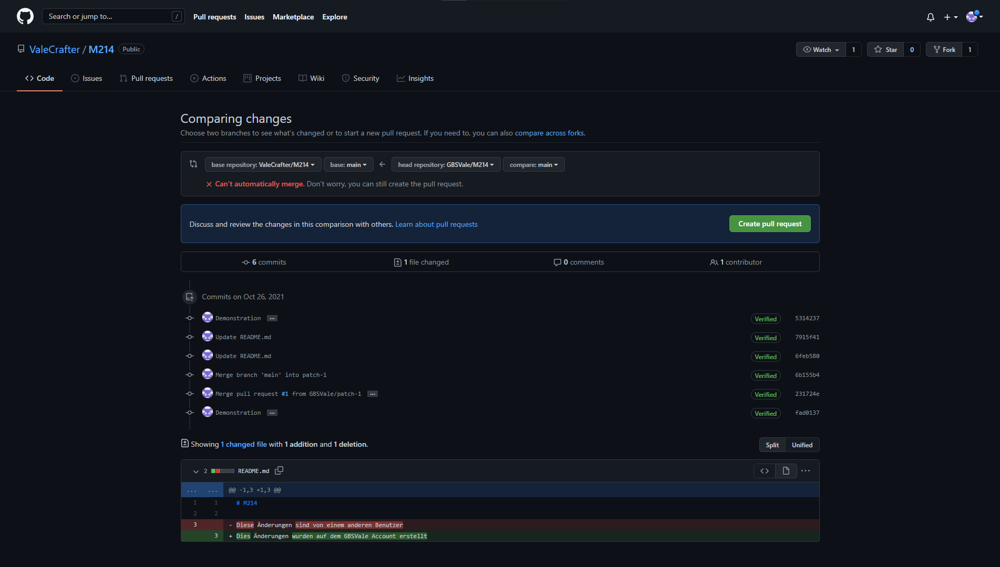 Search or jump to... / Pull requests Issues Marketplace Explore
ValeCrafter / M214 Public Watch 1 Star 0 Fork 1
Code Issues Pull requests Actions Projects Wiki Security Insights
Comparing changes
Choose two branches to see what's changed or to start a new pull request. If you need to, you can also compare across forks.
base repository: ValeCrafter/M214 base: main ← head repository: GBSVale/M214 compare: main
Can't automatically merge. Don't worry, you can still create the pull request.
Discuss and review the changes in this comparison with others. Learn about pull requests Create pull request
6 commits 1 file changed 0 comments 1 contributor
Commits on Oct 26, 2021
Demonstration ... Verified 5314237
Update README.md Verified 7915f41
Update README.md Verified 6feb580
Merge branch 'main' into patch-1 Verified 6b155b4
Merge pull request #1 from GBSVale/patch-1 ... Verified 231724e
Demonstration ... Verified fad0137
Showing 1 changed file with 1 addition and 1 deletion. Split Unified
2 README.md <> ...
... ... @@ -1,3 +1,3 @@
1 1 # M214
2 2
3 - Diese Änderungen sind von einem anderen Benutzer
3 + Dies Änderungen wurden auf dem GBSVale Account erstellt